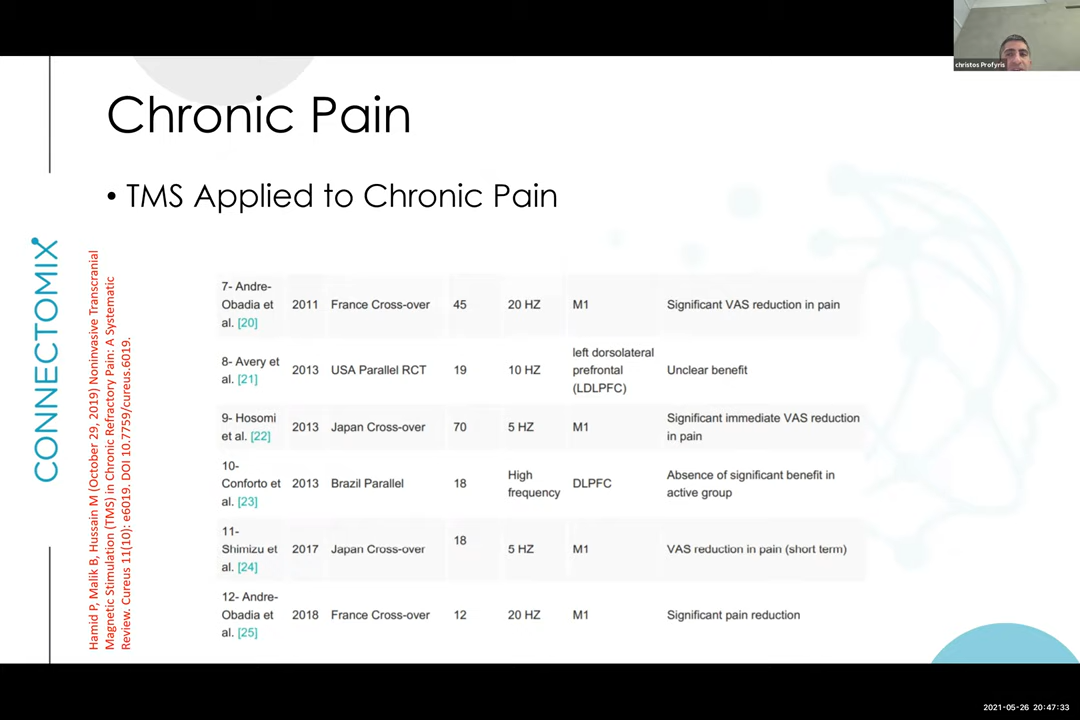 christos Profyris
Chronic Pain
• TMS Applied to Chronic Pain
CONNECTOMIX
Hamid P, Malik B, Hussain M (October 29, 2019) Noninvasive Transcranial
Magnetic Stimulation (TMS) in Chronic Refractory Pain: A Systematic
Review. Cureus 11(10): e6019. DOI 10.7759/cureus.6019.
7- Andre-
Obadia et 2011 France Cross-over 45 20 HZ M1 Significant VAS reduction in pain
al. [20]
left dorsolateral
8- Avery et
al. [21] 2013 USA Parallel RCT 19 10 HZ prefrontal Unclear benefit
(LDLPFC)
9- Hosomi
et al. [22] 2013 Japan Cross-over 70 5 HZ M1 Significant immediate VAS reduction
in pain
10-
Conforto et 2013 Brazil Parallel 18 High
frequency DLPFC Absence of significant benefit in
active group
al. [23]
11-
Shimizu et 2017 Japan Cross-over 18 5 HZ M1 VAS reduction in pain (short term)
al. [24]
12- Andre-
Obadia et 2018 France Cross-over 12 20 HZ M1 Significant pain reduction
al. [25]
2021-05-26 20:47:33